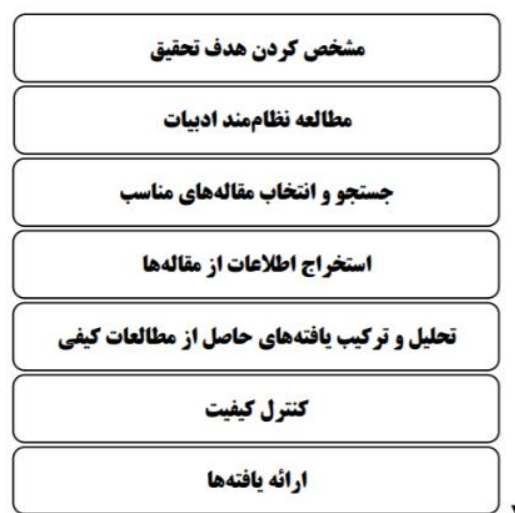 مشخص کردن هدف تحقیق
مطالعه نظام‌مند ادبیات
جستجو و انتخاب مقاله‌های مناسب
استخراج اطلاعات از مقاله‌ها
تحلیل و ترکیب یافته‌های حاصل از مطالعات کیفی
کنترل کیفیت
ارائه یافته‌ها